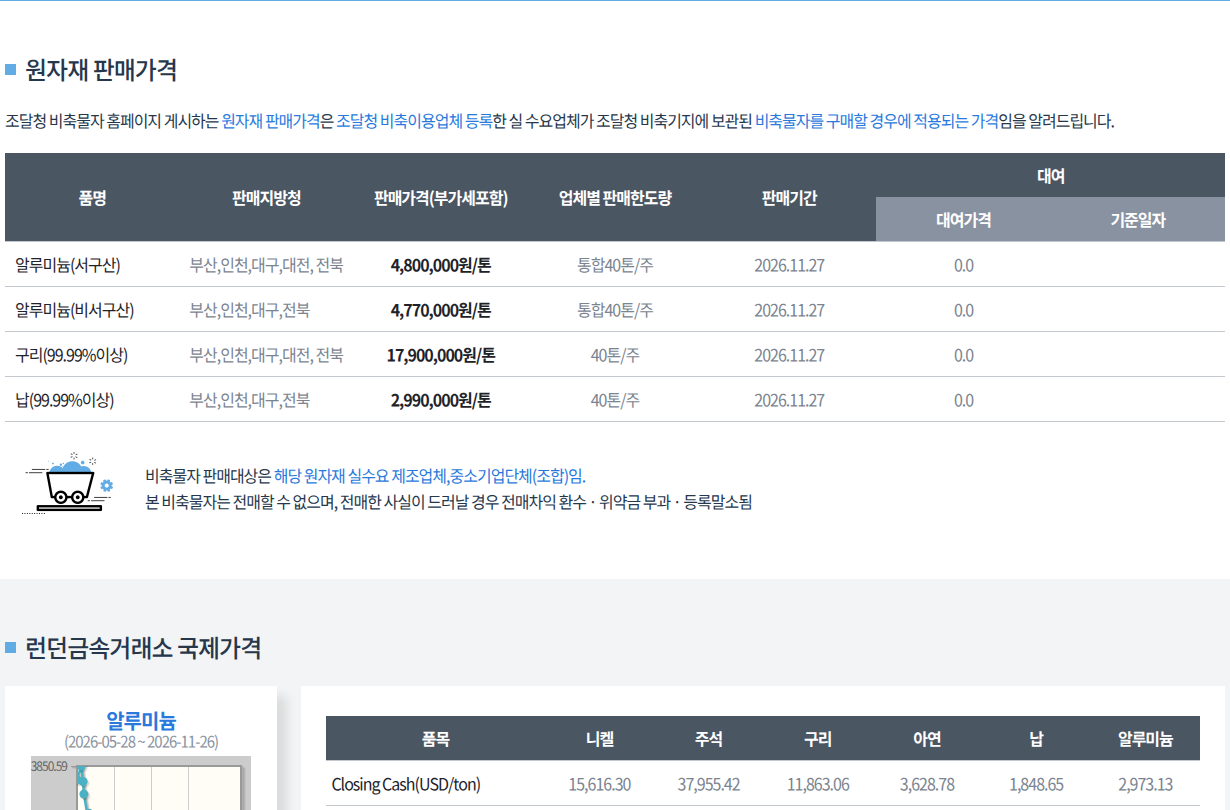 원자재 판매가격
조달청 비축물자 홈페이지 게시하는 원자재 판매가격은 조달청 비축이용업체 등록한 실 수요업체가 조달청 비축기지에 보관된 비축물자를 구매할 경우에 적용되는 가격임을 알려드립니다.
품명 판매지방청 판매가격(부가세포함) 업체별 판매한도량 판매기간 대여
대여가격 기준일자
알루미늄(서구산) 부산,인천,대구,대전, 전북 4,800,000원/톤 통합40톤/주 2026.11.27 0.0
알루미늄(비서구산) 부산,인천,대구,전북 4,770,000원/톤 통합40톤/주 2026.11.27 0.0
구리(99.99%이상) 부산,인천,대구,대전, 전북 17,900,000원/톤 40톤/주 2026.11.27 0.0
납(99.99%이상) 부산,인천,대구,전북 2,990,000원/톤 40톤/주 2026.11.27 0.0
비축물자 판매대상은 해당 원자재 실수요 제조업체,중소기업단체(조합)임.
본 비축물자는 전매할 수 없으며, 전매한 사실이 드러날 경우 전매차익 환수 · 위약금 부과 · 등록말소됨
런던금속거래소 국제가격
알루미늄
(2026-05-28 ~ 2026-11-26)
3850.59
품목 니켈 주석 구리 아연 납 알루미늄
Closing Cash(USD/ton) 15,616.30 37,955.42 11,863.06 3,628.78 1,848.65 2,973.13